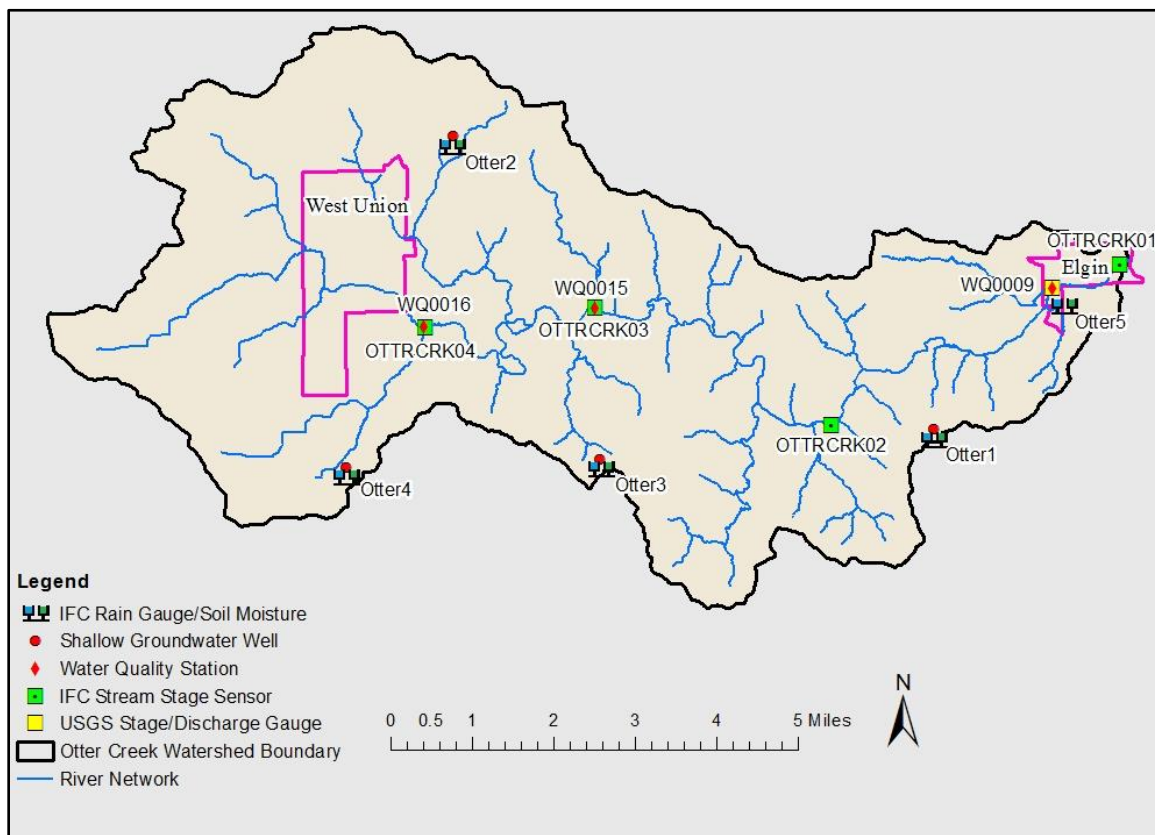 Otter2
West Union
OTTRCRK01
Elgin
WQ0009
WQ0015
WQ0016
Otter5
OTTRCRK03
OTTRCRK04
OTTRCRK02
Otter1
Otter3
Otter4
Legend
IFC Rain Gauge/Soil Moisture
Shallow Groundwater Well
Water Quality Station
IFC Stream Stage Sensor
USGS Stage/Discharge Gauge
Otter Creek Watershed Boundary
River Network
0 0.5 1 2 3 4 5 Miles
N